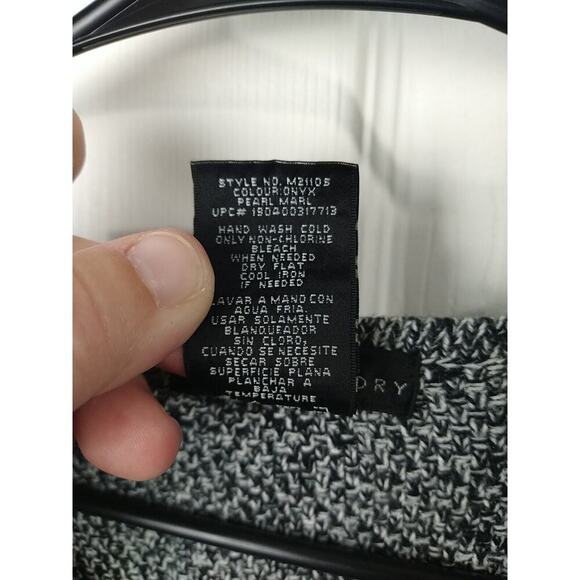 STYLE NO. M21105
COLOUR:ONYX
PEARL MARL
UPC# 190400317713
HAND WASH COLD
ONLY NON-CHLORINE
BLEACH
WHEN NEEDED
DRY FLAT
COOL IRON
IF NEEDED
LAVAR A MANO CON
AGUA FRIA.
USAR SOLAMENTE
BLANQUEADOR
SIN CLORO,
CUANDO SE NECESITE
SECAR SOBRE
SUPERFICIE PLANA
PLANCHAR A
BAJA
TEMPERATURE
DRY